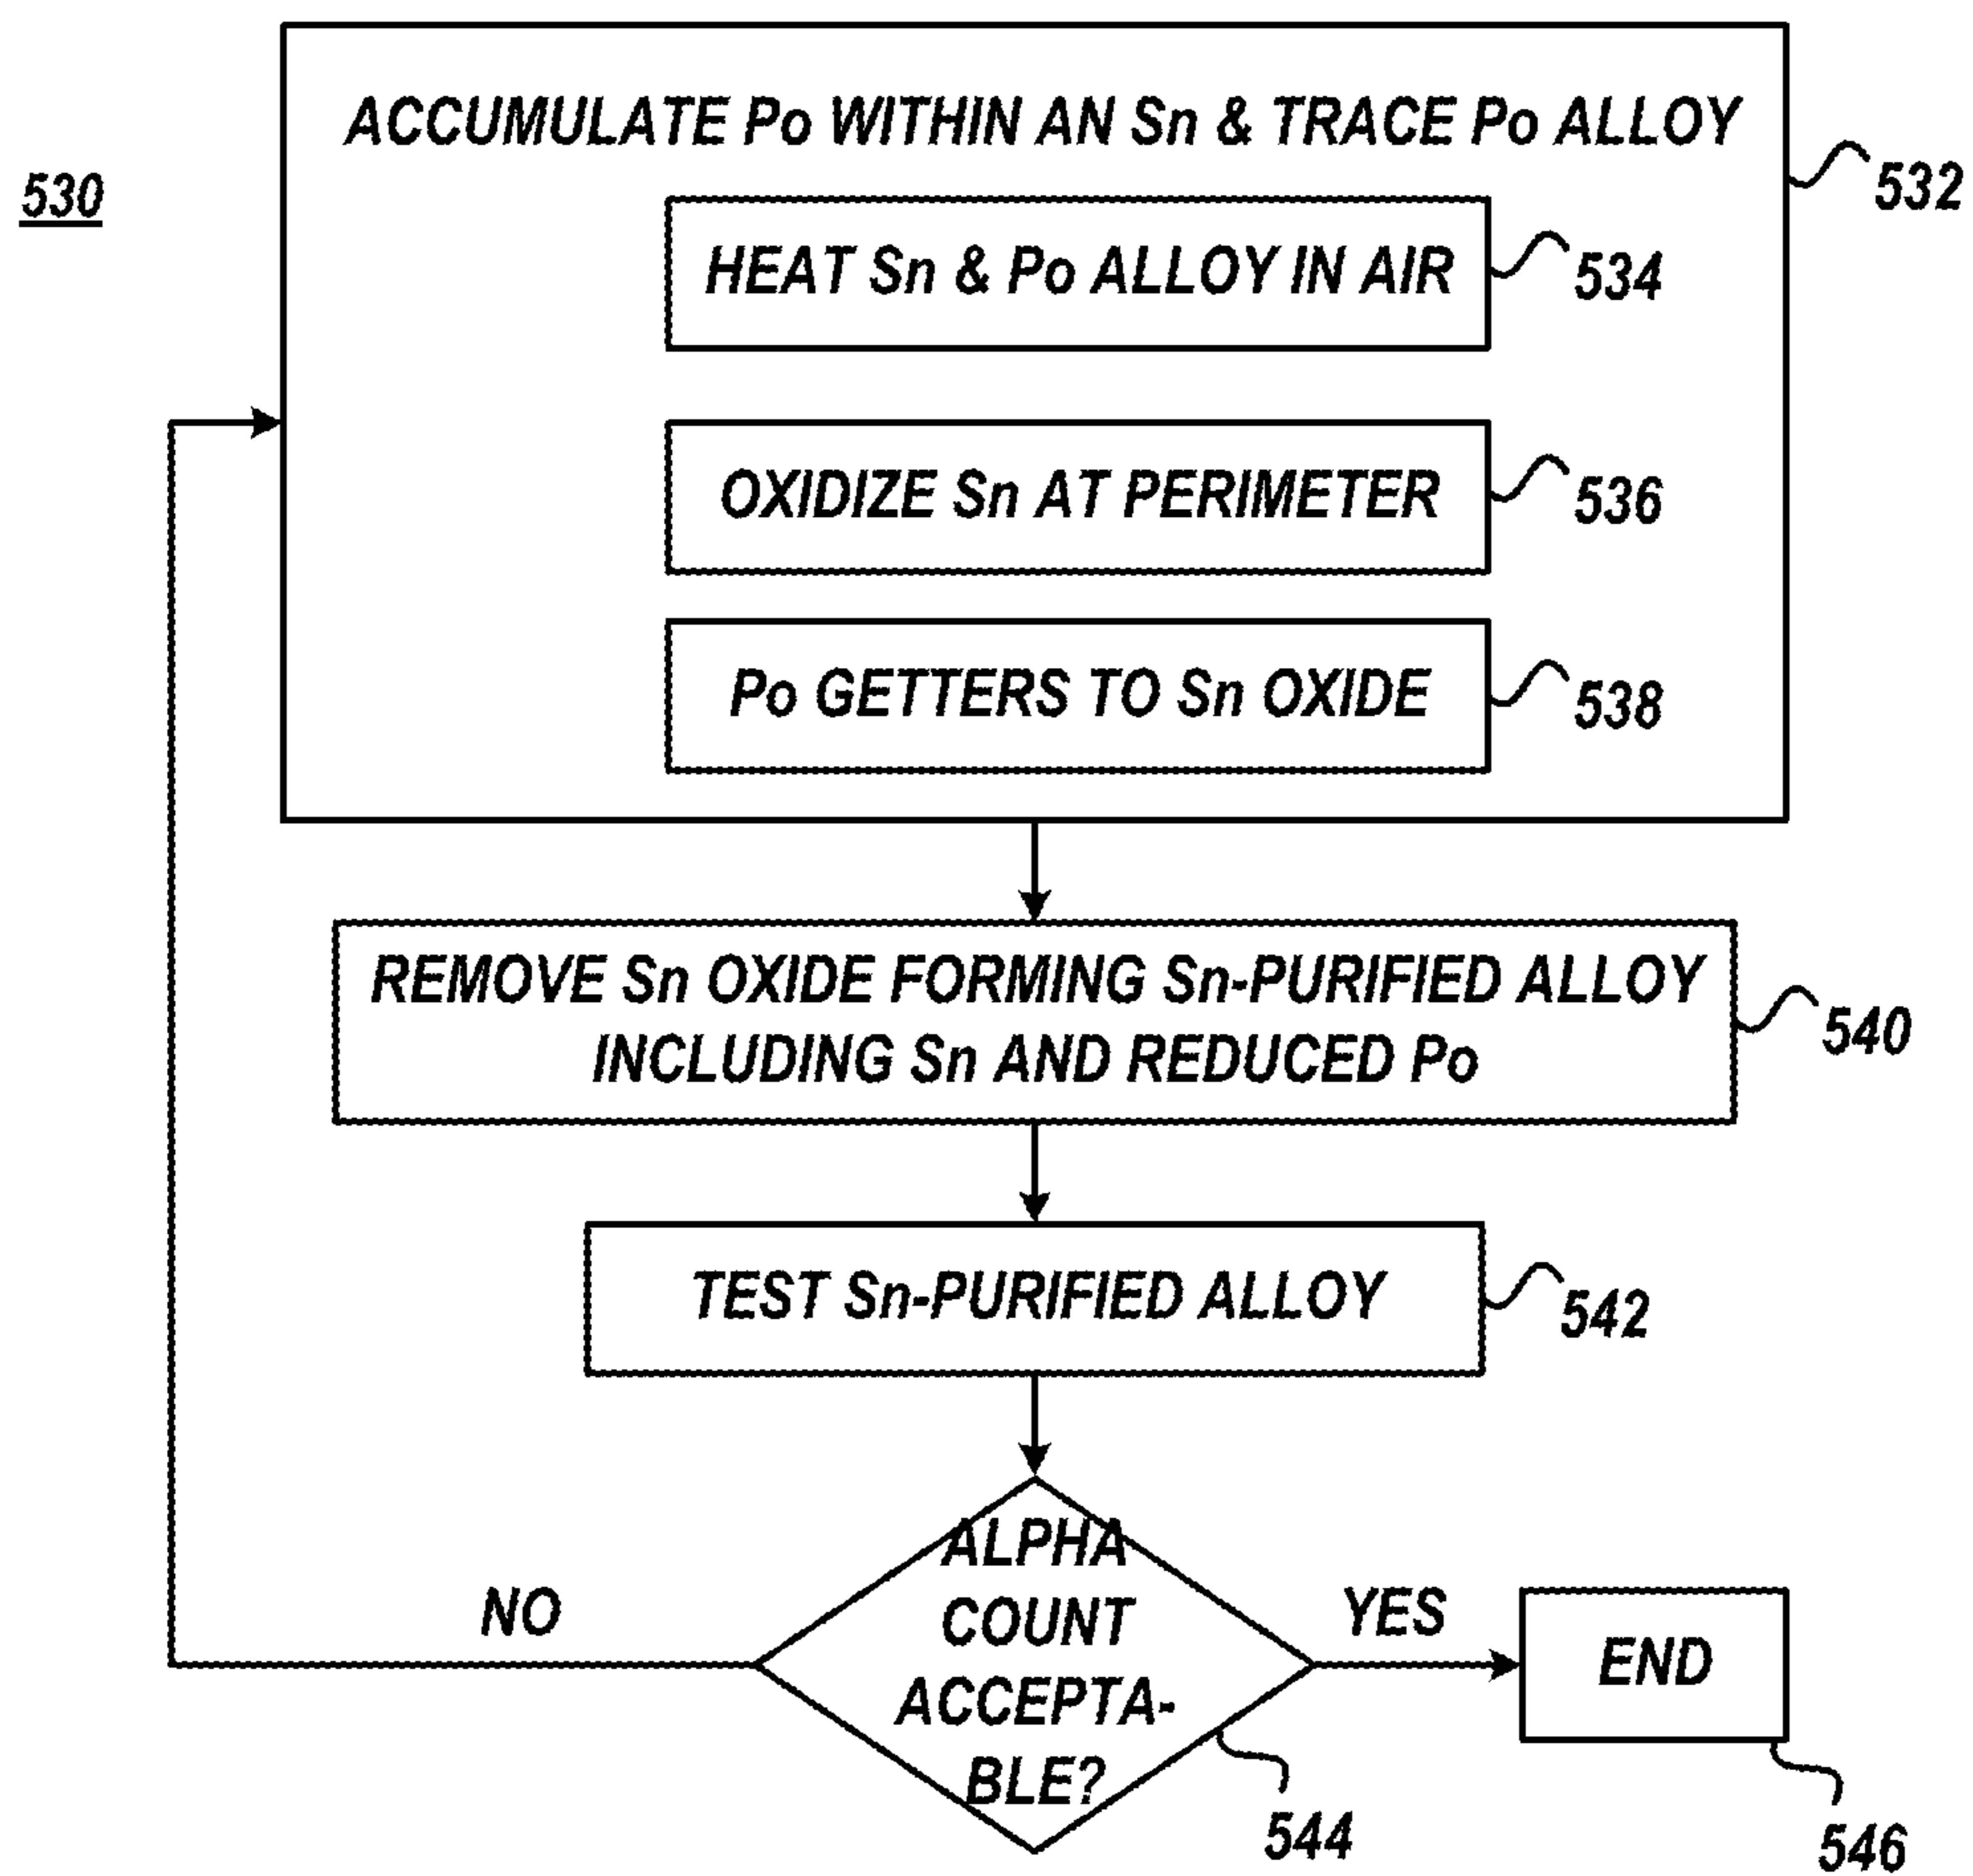 530
ACCUMULATE Po WITHIN AN Sn & TRACE Po ALLOY
532
HEAT Sn & Po ALLOY IN AIR
534
OXIDIZE Sn AT PERIMETER
536
Po GETTERS TO Sn OXIDE
538
REMOVE Sn OXIDE FORMING Sn-PURIFIED ALLOY
INCLUDING Sn AND REDUCED Po
540
TEST Sn-PURIFIED ALLOY
542
ALPHA
COUNT
ACCEPTA-
BLE?
544
NO
YES
END
546